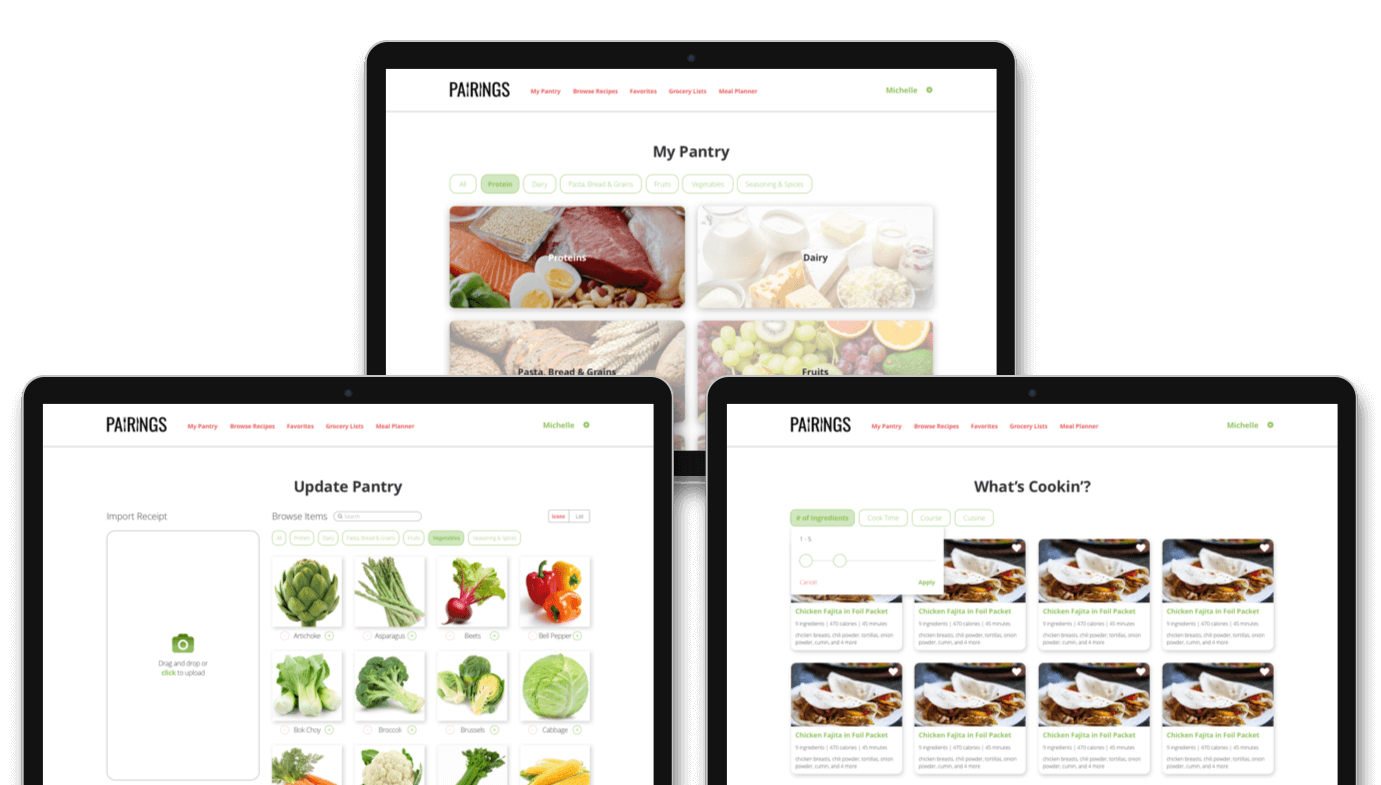 PAIRINGS My Pantry Browse Recipes Favorites Grocery Lists Meal Planner Michelle
My Pantry
All Protein Dairy Pasta, Bread & Grains Fruits Vegetables Seasoning & Spices
Proteins Dairy
Pasta, Bread & Grains Fruits
PAIRINGS My Pantry Browse Recipes Favorites Grocery Lists Meal Planner Michelle
Update Pantry
Import Receipt Browse Items Search Icons List
All Protein Dairy Pasta, Bread & Grains Fruits Vegetables Seasoning & Spices
Drag and drop or
click to upload
Artichoke Asparagus Beets Bell Pepper
Bok Choy Broccoli Brussels Cabbage
PAIRINGS My Pantry Browse Recipes Favorites Grocery Lists Meal Planner Michelle
What's Cookin'?
# of Ingredients Cook Time Course Cuisine
1 - 5
Cancel Apply
Chicken Fajita in Foil Packet Chicken Fajita in Foil Packet Chicken Fajita in Foil Packet Chicken Fajita in Foil Packet
9 ingredients | 470 calories | 45 minutes 9 ingredients | 470 calories | 45 minutes 9 ingredients | 470 calories | 45 minutes 9 ingredients | 470 calories | 45 minutes
chicken breasts, chili powder, tortillas, onion chicken breasts, chili powder, tortillas, onion chicken breasts, chili powder, tortillas, onion chicken breasts, chili powder, tortillas, onion
powder, cumin, and 4 more powder, cumin, and 4 more powder, cumin, and 4 more powder, cumin, and 4 more
Chicken Fajita in Foil Packet Chicken Fajita in Foil Packet Chicken Fajita in Foil Packet Chicken Fajita in Foil Packet
9 ingredients | 470 calories | 45 minutes 9 ingredients | 470 calories | 45 minutes 9 ingredients | 470 calories | 45 minutes 9 ingredients | 470 calories | 45 minutes
chicken breasts, chili powder, tortillas, onion chicken breasts, chili powder, tortillas, onion chicken breasts, chili powder, tortillas, onion chicken breasts, chili powder, tortillas, onion
powder, cumin, and 4 more powder, cumin, and 4 more powder, cumin, and 4 more powder, cumin, and 4 more